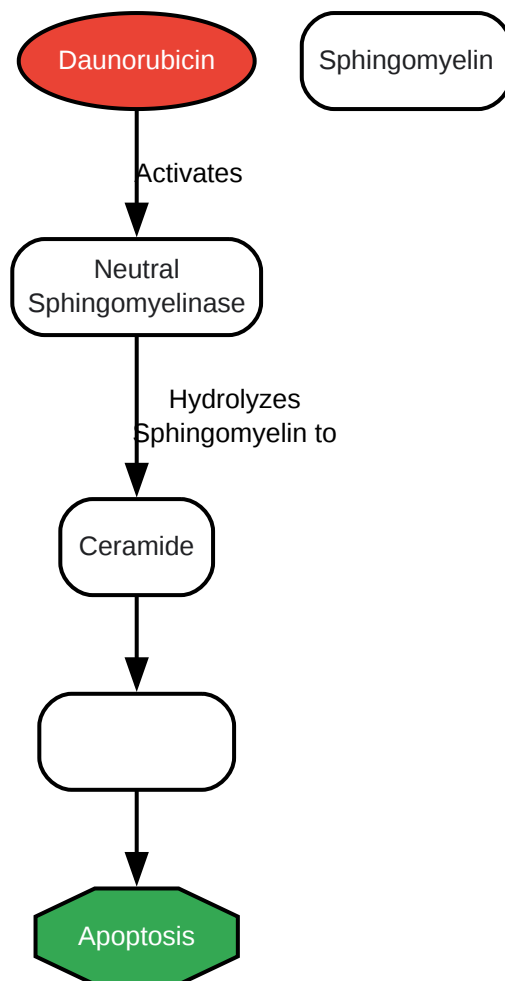 Daunorubicin
Sphingomyelin
Activates
Neutral
Sphingomyelinase
Hydrolyzes
Sphingomyelin to
Ceramide
Apoptosis